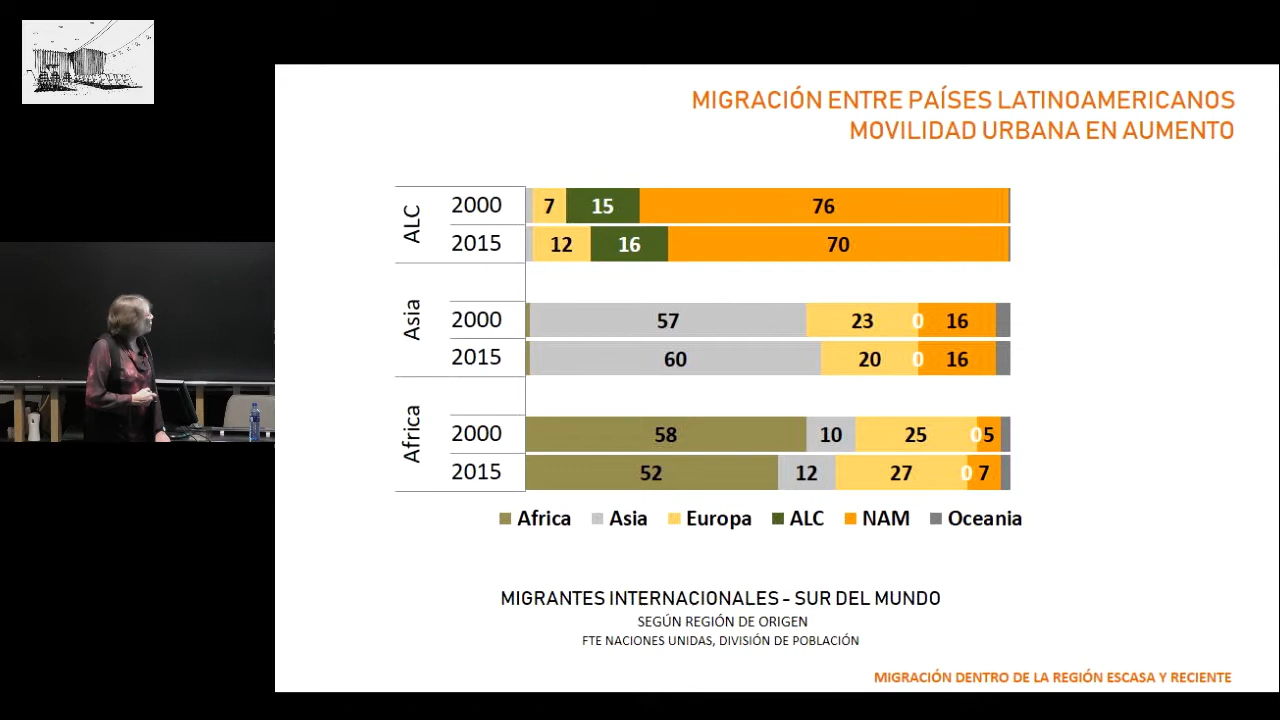 MIGRACIÓN ENTRE PAÍSES LATINOAMERICANOS
MOVILIDAD URBANA EN AUMENTO
ALC
2000
7 15 76
2015
12 16 70
Asia
2000
57 23 0 16
2015
60 20 0 16
Africa
2000
58 10 25 0 5
2015
52 12 27 0 7
Africa Asia Europa ALC NAM Oceania
MIGRANTES INTERNACIONALES - SUR DEL MUNDO
SEGÚN REGIÓN DE ORIGEN
FTE NACIONES UNIDAS, DIVISIÓN DE POBLACIÓN
MIGRACIÓN DENTRO DE LA REGIÓN ESCASA Y RECIENTE